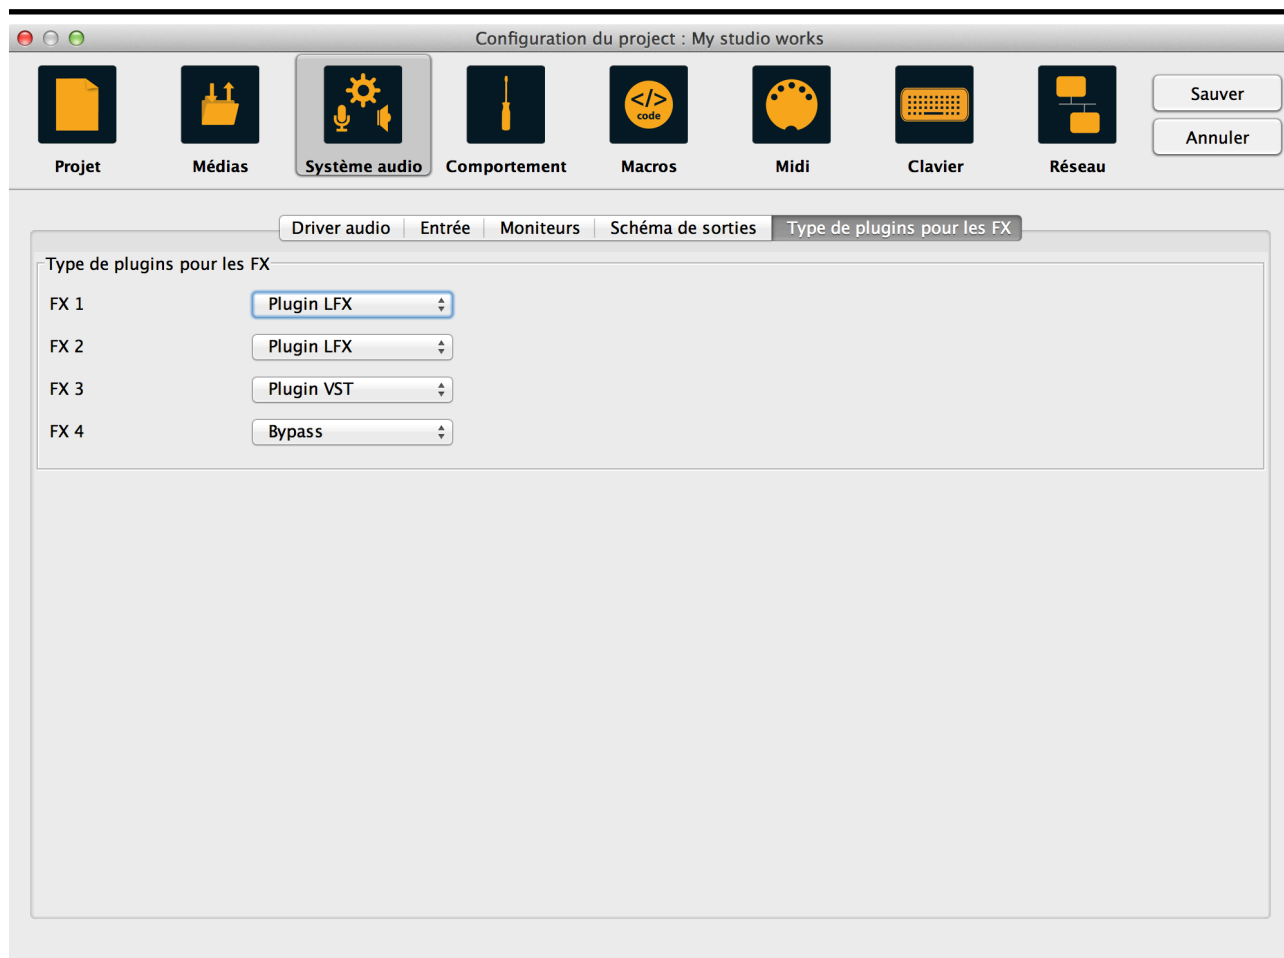 Configuration du project : My studio works
</>
code
Projet Médias Système audio Comportement Macros Midi Clavier Réseau
Sauver
Annuler
Driver audio Entrée Moniteurs Schéma de sorties Type de plugins pour les FX
Type de plugins pour les FX
FX 1 Plugin LFX
FX 2 Plugin LFX
FX 3 Plugin VST
FX 4 Bypass